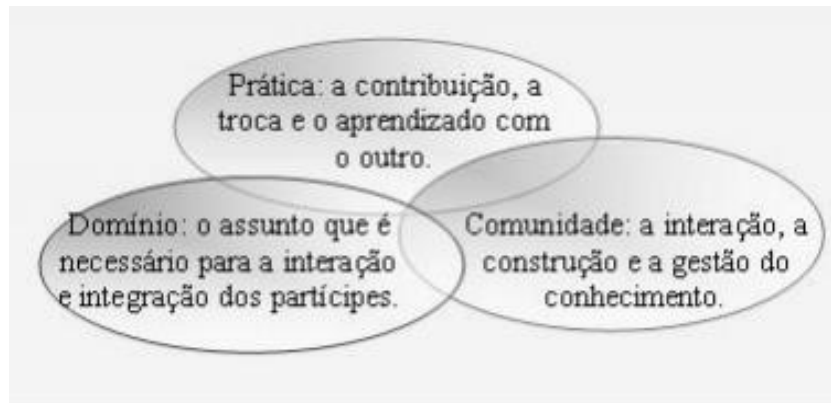 Prática: a contribuição, a
troca e o aprendizado com
o outro.
Domínio: o assunto que é
necessário para a interação
e integração dos partícipes.
Comunidade: a interação, a
construção e a gestão do
conhecimento.